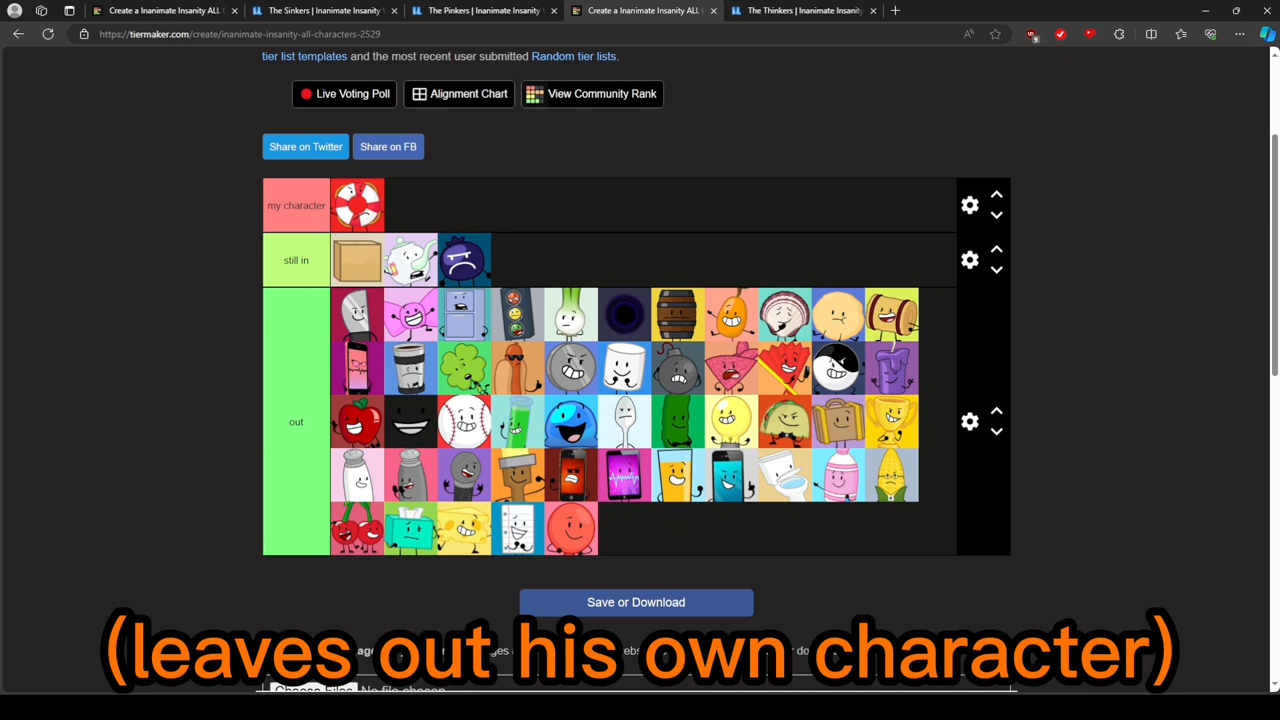 Create a Inanimate Insanity ALL
The Sinkers | Inanimate Insanity
The Pinkers | Inanimate Insanity
Create a Inanimate Insanity ALL
The Thinkers | Inanimate Insanity
https://tiermaker.com/create/inanimate-insanity-all-characters-2529
tier list templates and the most recent user submitted Random tier lists.
Live Voting Poll
Alignment Chart
View Community Rank
Share on Twitter
Share on FB
my character
still in
out
Save or Download
(leaves out his own character)